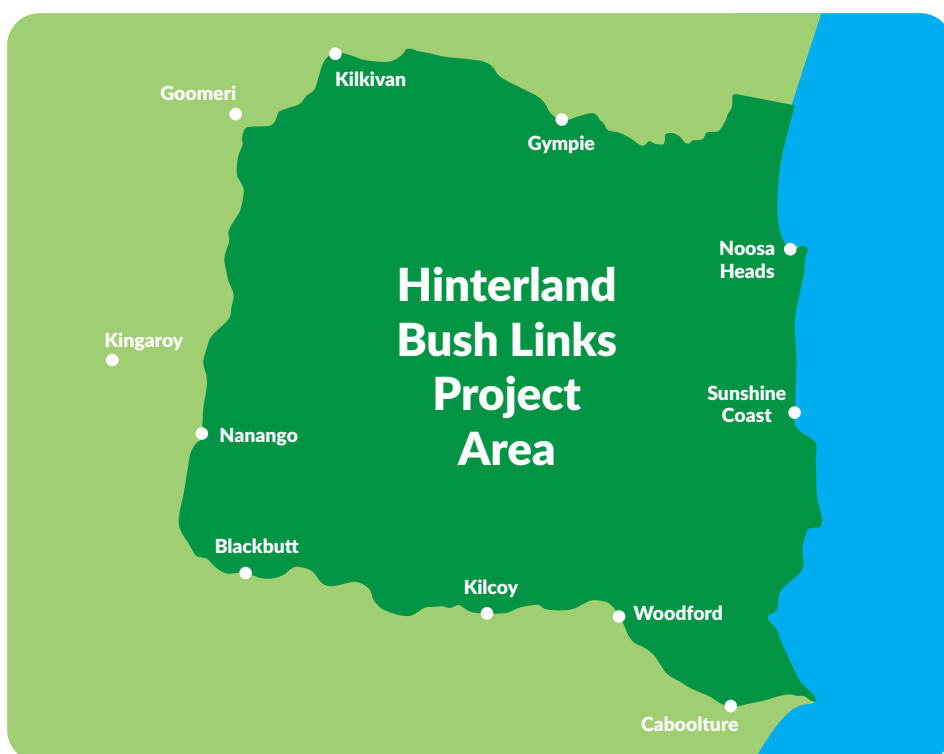 Kilkivan
Goomeri
Gympie
Noosa
Heads
Hinterland
Bush Links
Project
Area
Kingaroy
Sunshine
Coast
Nanango
Blackbutt
Kilcoy
Woodford
Caboolture